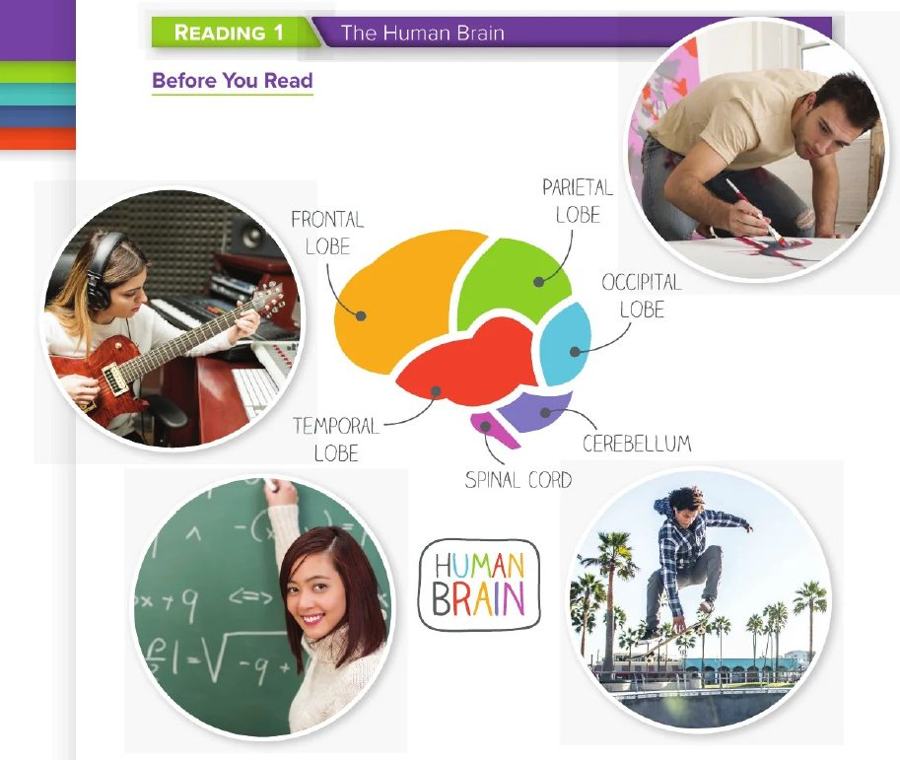 READING 1 The Human Brain
Before You Read
PARIETAL
LOBE
FRONTAL
LOBE
OCCIPITAL
LOBE
TEMPORAL
LOBE
CEREBELLUM
SPINAL CORD
HUMAN
BRAIN
^ -(
x + q <=>
= √ -q +